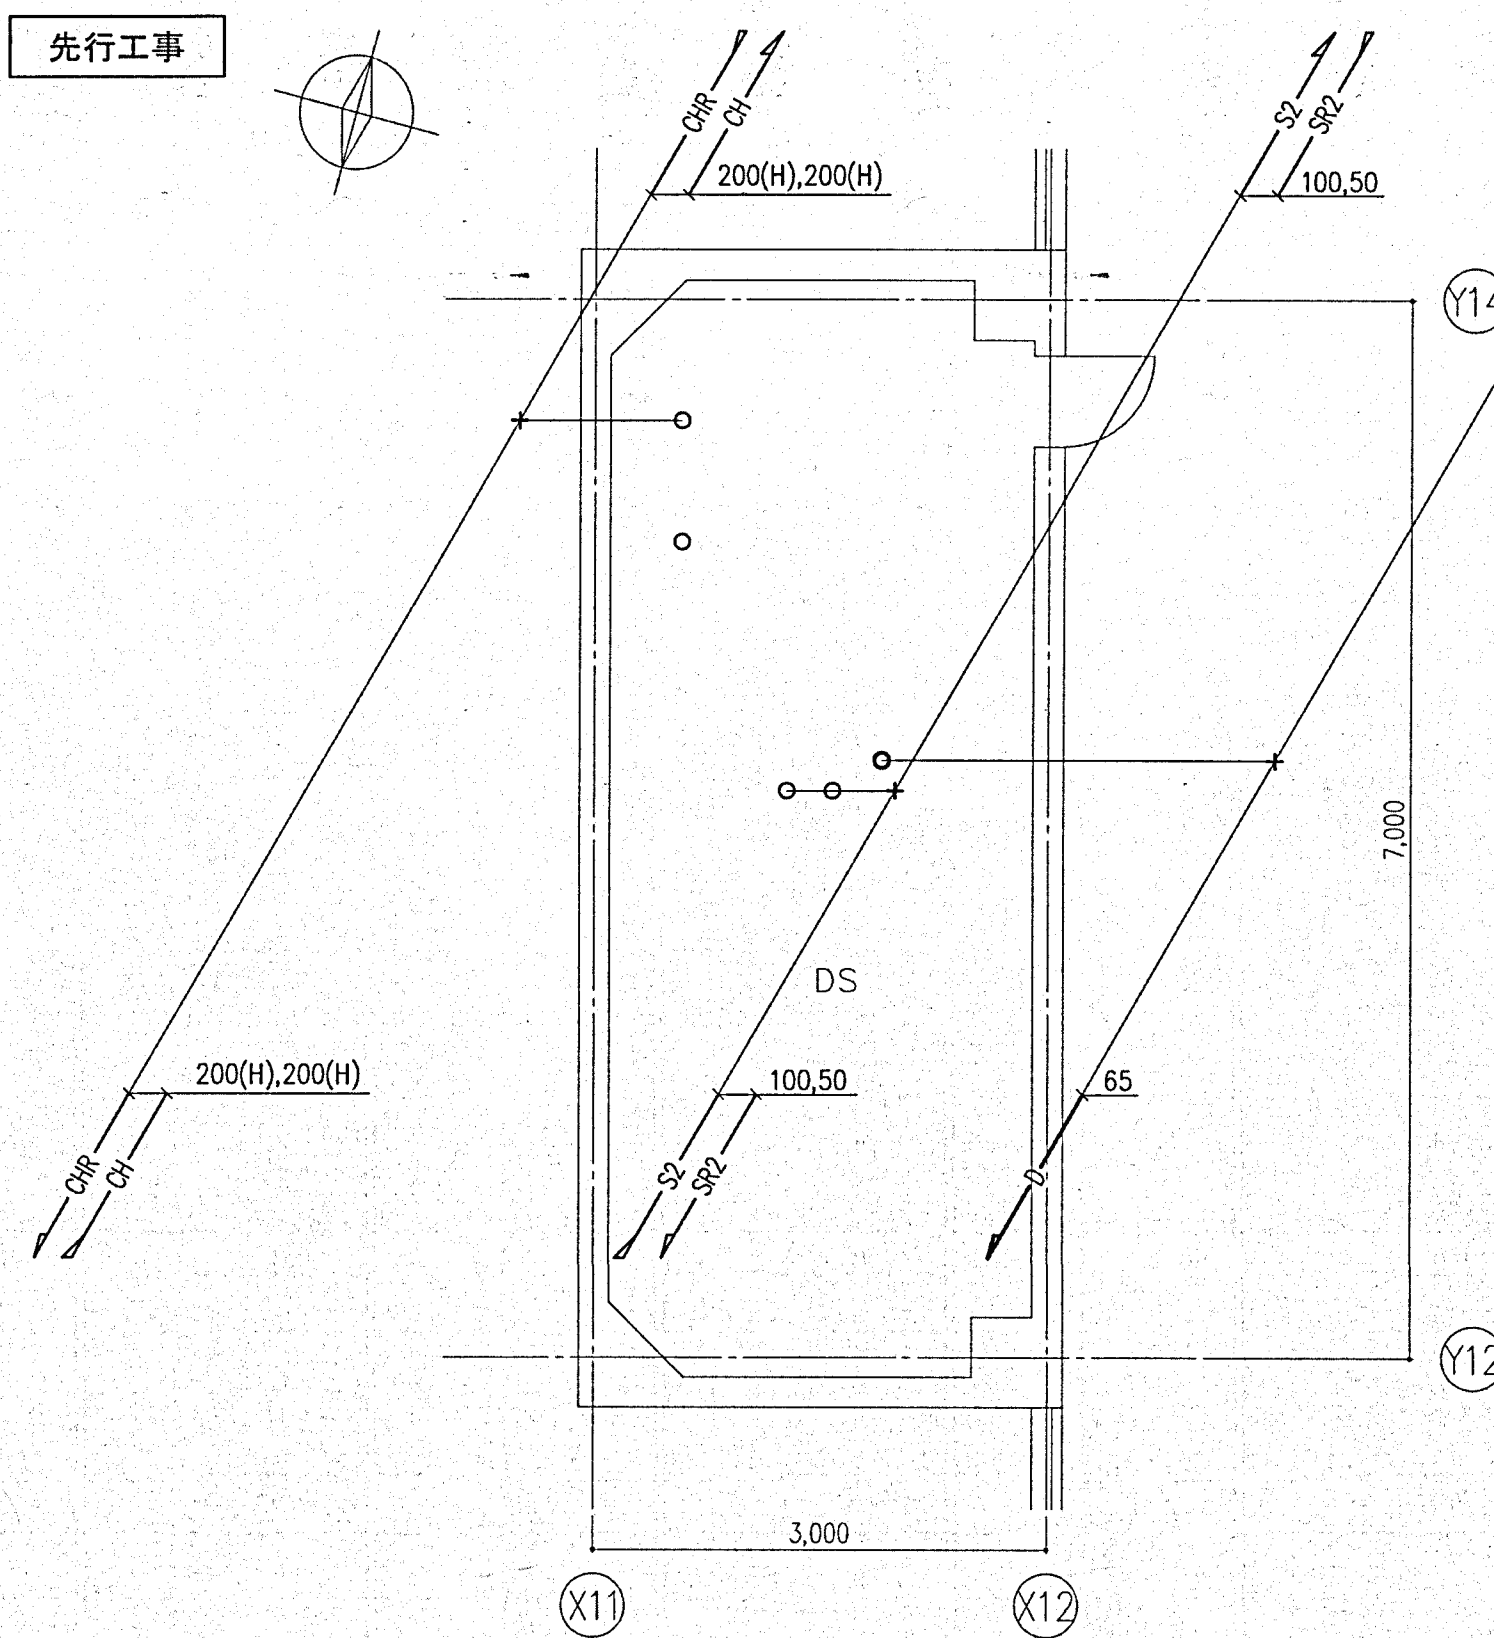 先行工事
CHR
CH
200(H),200(H)
S2
SR2
100,50
Y14
7,000
DS
200(H),200(H)
CHR
CH
100,50
S2
SR2
65
D
Y12
3,000
X11
X12